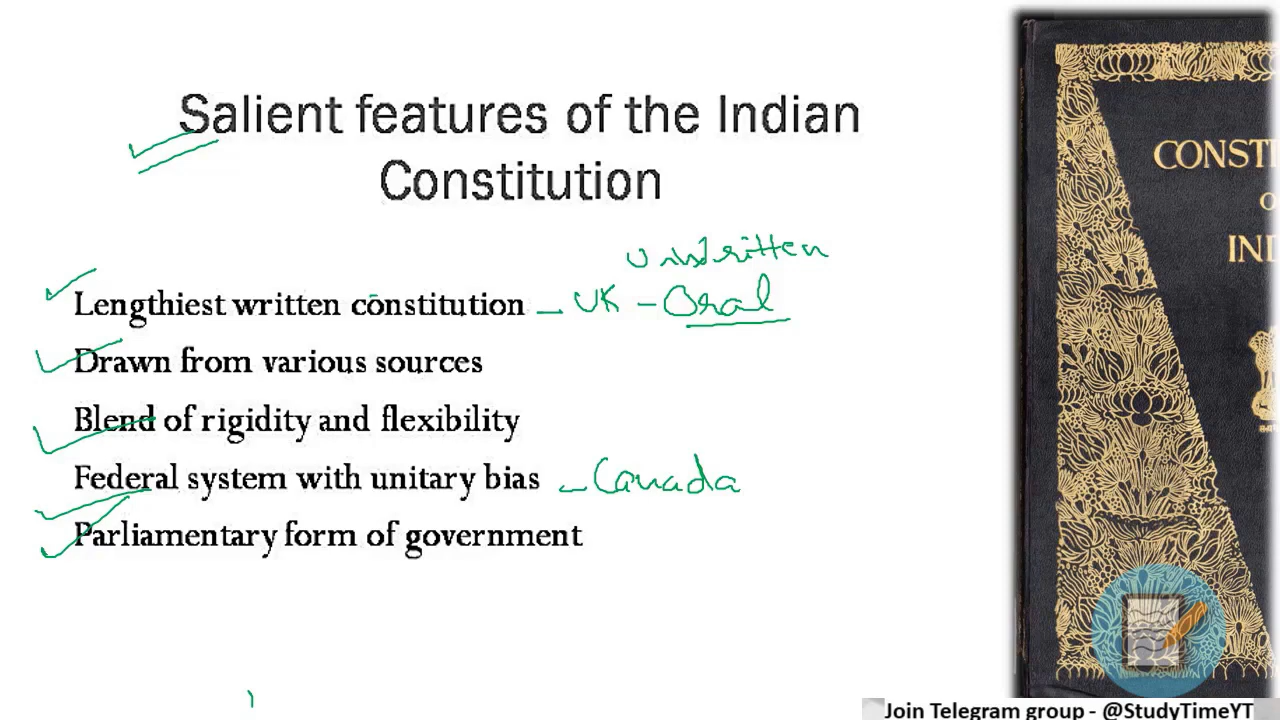 Salient features of the Indian
Constitution
unwritten
Lengthiest written constitution - UK - Oral
Drawn from various sources
Blend of rigidity and flexibility
Federal system with unitary bias - Canada
Parliamentary form of government
CONSTI
O
IND
Join Telegram group - @StudyTimeYT